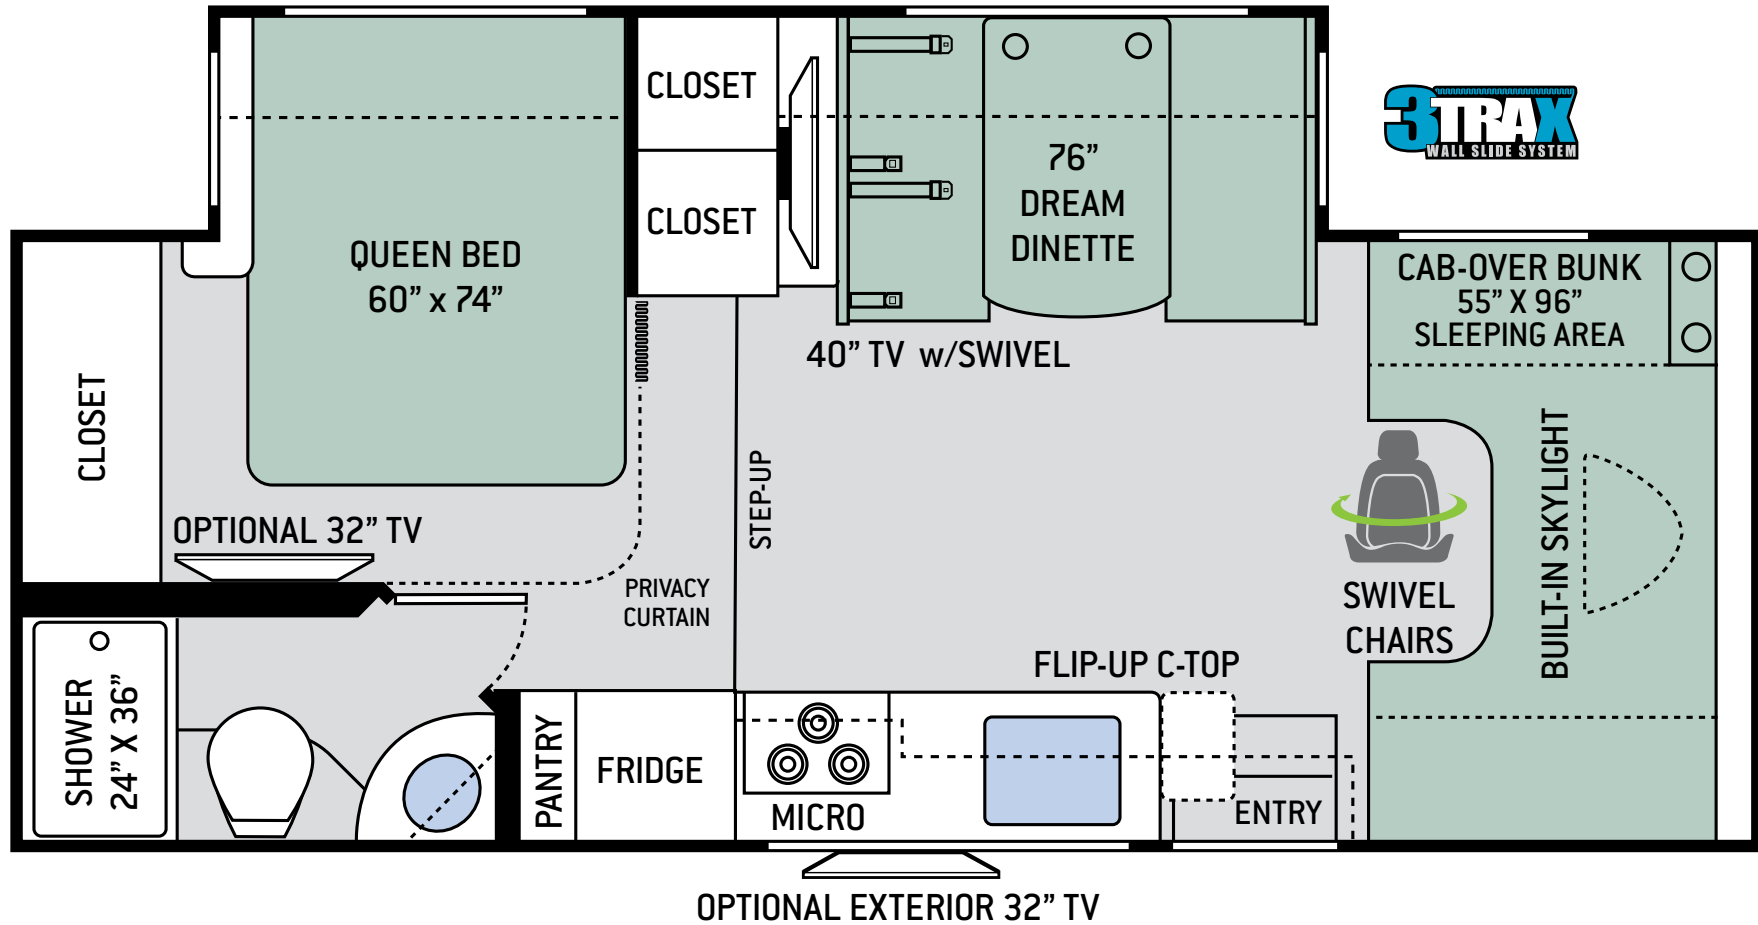 CLOSET
CLOSET
76”
DREAM
DINETTE
3TRAX
WALL SLIDE SYSTEM
QUEEN BED
60” x 74”
CAB-OVER BUNK
55” X 96”
SLEEPING AREA
40” TV w/SWIVEL
CLOSET
STEP-UP
BUILT-IN SKYLIGHT
OPTIONAL 32” TV
PRIVACY
CURTAIN
SWIVEL
CHAIRS
FLIP-UP C-TOP
SHOWER
24” X 36”
PANTRY
FRIDGE
MICRO
ENTRY
OPTIONAL EXTERIOR 32” TV